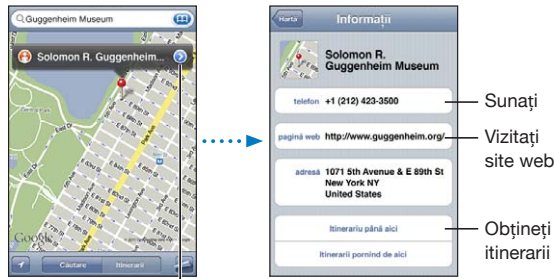 Guggenheim Museum
Solomon R. Guggenheim...
Google
Căutare
Itinerarii
Harta
Informații
Solomon R.
Guggenheim Museum
telefon +1 (212) 423-3500
pagină web http://www.guggenheim.org/
adresă 1071 5th Avenue & E 89th St
New York NY
United States
Itinerariu până aici
Itinerarii pornind de aici
Sunați
Vizitați
site web
Obțineți
itinerarii